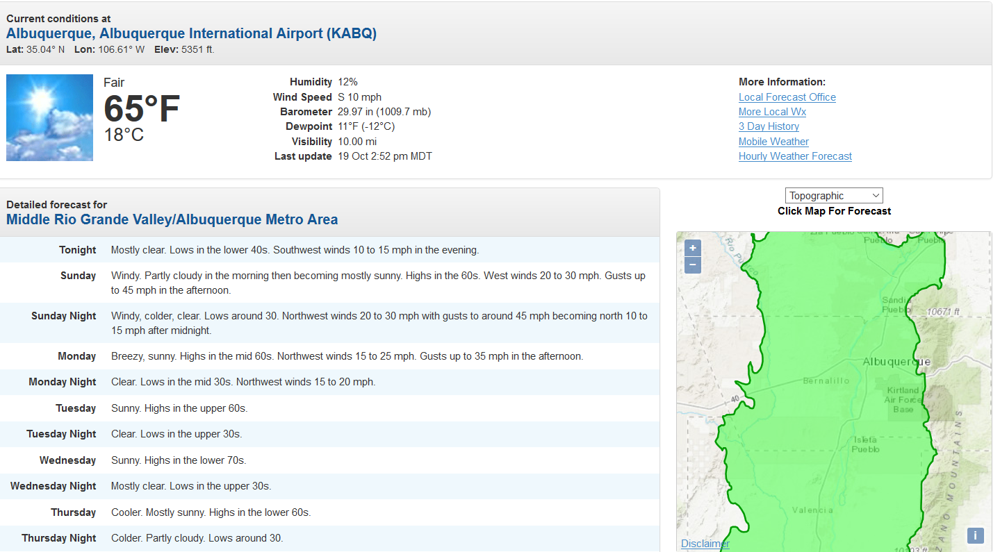 Current conditions at
Albuquerque, Albuquerque International Airport (KABQ)
Lat: 35.04° N Lon: 106.61° W Elev: 5351 ft.
Fair
65°F
18°C
Humidity 12%
Wind Speed S 10 mph
Barometer 29.97 in (1009.7 mb)
Dewpoint 11°F (-12°C)
Visibility 10.00 mi
Last update 19 Oct 2:52 pm MDT
More Information:
Local Forecast Office
More Local Wx
3 Day History
Mobile Weather
Hourly Weather Forecast
Detailed forecast for
Middle Rio Grande Valley/Albuquerque Metro Area
Tonight Mostly clear. Lows in the lower 40s. Southwest winds 10 to 15 mph in the evening.
Sunday Windy. Partly cloudy in the morning then becoming mostly sunny. Highs in the 60s. West winds 20 to 30 mph. Gusts up
to 45 mph in the afternoon.
Sunday Night Windy, colder, clear. Lows around 30. Northwest winds 20 to 30 mph with gusts to around 45 mph becoming north 10 to
15 mph after midnight.
Monday Breezy, sunny. Highs in the mid 60s. Northwest winds 15 to 25 mph. Gusts up to 35 mph in the afternoon.
Monday Night Clear. Lows in the mid 30s. Northwest winds 15 to 20 mph.
Tuesday Sunny. Highs in the upper 60s.
Tuesday Night Clear. Lows in the upper 30s.
Wednesday Sunny. Highs in the lower 70s.
Wednesday Night Mostly clear. Lows in the upper 30s.
Thursday Cooler. Mostly sunny. Highs in the lower 60s.
Thursday Night Colder. Partly cloudy. Lows around 30.
Topographic
Click Map For Forecast
+
−
Pueblo
Pueblo
Rio Puerco
Sandia
Pueblo
10671 ft
Albuquerque
Bernalillo
40
Kirtland
Air Force
Base
Isleta
Pueblo
ZANO MOUNTAINS
Valencia
Disclaimer
i